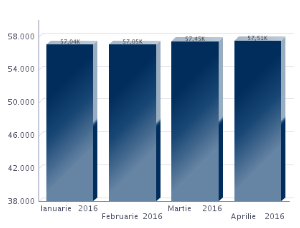 58.000
54.000
50.000
46.000
42.000
38.000
57,04K
57,05K
57,45K
57,51K
Ianuarie 2016
Februarie 2016
Martie 2016
Aprilie 2016